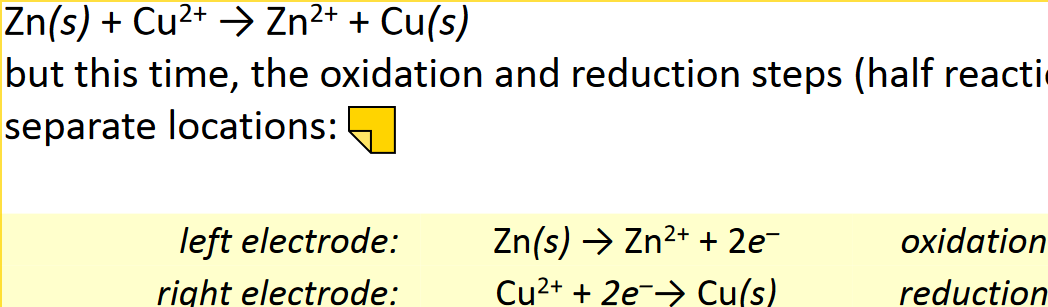 Zn(s) + Cu²⁺ → Zn²⁺ + Cu(s)
but this time, the oxidation and reduction steps (half
separate locations:
left electrode: Zn(s) → Zn²⁺ + 2e⁻ oxidation
right electrode: Cu²⁺ + 2e⁻→ Cu(s) reduction